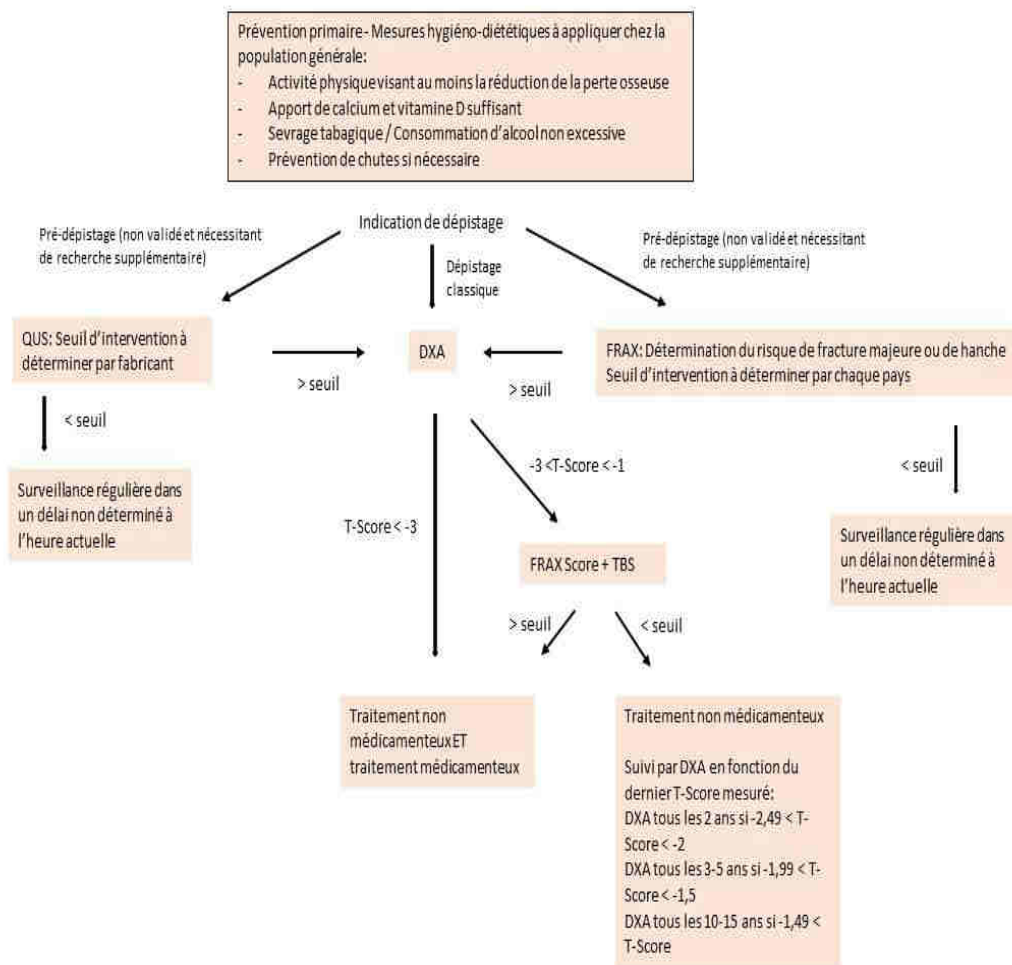 Prévention primaire - Mesures hygiéno-diététiques à appliquer chez la
population générale:
- Activité physique visant au moins la réduction de la perte osseuse
- Apport de calcium et vitamine D suffisant
- Sevrage tabagique / Consommation d'alcool non excessive
- Prévention de chutes si nécessaire
Indication de dépistage
Pré-dépistage (non validé et nécessitant
de recherche supplémentaire)
Dépistage
classique
Pré-dépistage (non validé et nécessitant
de recherche supplémentaire)
QUS: Seuil d'intervention à
déterminer par fabricant
> seuil
DXA
> seuil
FRAX: Détermination du risque de fracture majeure ou de hanche
Seuil d'intervention à déterminer par chaque pays
< seuil
Surveillance régulière dans
un délai non déterminé à
l'heure actuelle
T-Score < -3
-3 <T-Score < -1
< seuil
Surveillance régulière dans
un délai non déterminé à
l'heure actuelle
FRAX Score + TBS
> seuil
< seuil
Traitement non
médicamenteux ET
traitement médicamenteux
Traitement non médicamenteux
Suivi par DXA en fonction du
dernier T-Score mesuré:
DXA tous les 2 ans si -2,49 < T-
Score < -2
DXA tous les 3-5 ans si -1,99 < T-
Score < -1,5
DXA tous les 10-15 ans si -1,49 <
T-Score